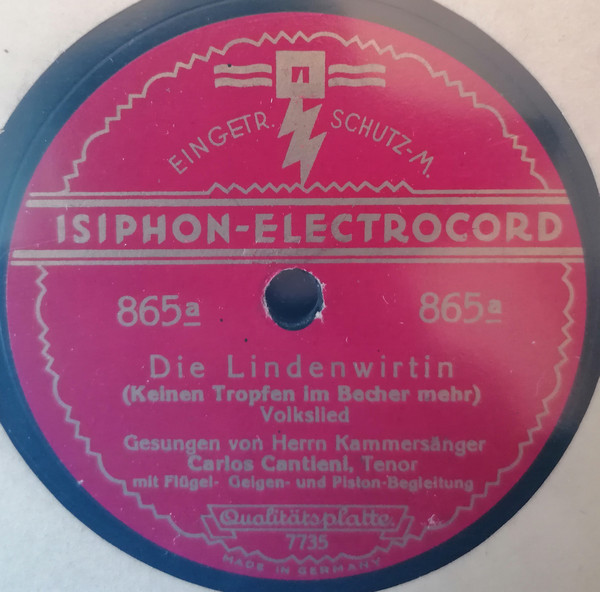 EINGETR. SCHUTZ-M.
ISIPHON-ELECTROCORD
865a 865a
Die Lindenwirtin
(Keinen Tropfen im Becher mehr)
Volkslied
Gesungen von Herrn Kammersänger
Carlos Cantieni, Tenor
mit Flügel- Geigen- und Piston-Begleitung
Qualitätsplatte
7735
MADE IN GERMANY